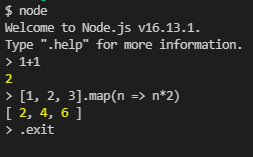 $ node
Welcome to Node.js v16.13.1.
Type ".help" for more information.
> 1+1
2
> [1, 2, 3].map(n => n*2)
[ 2, 4, 6 ]
> .exit